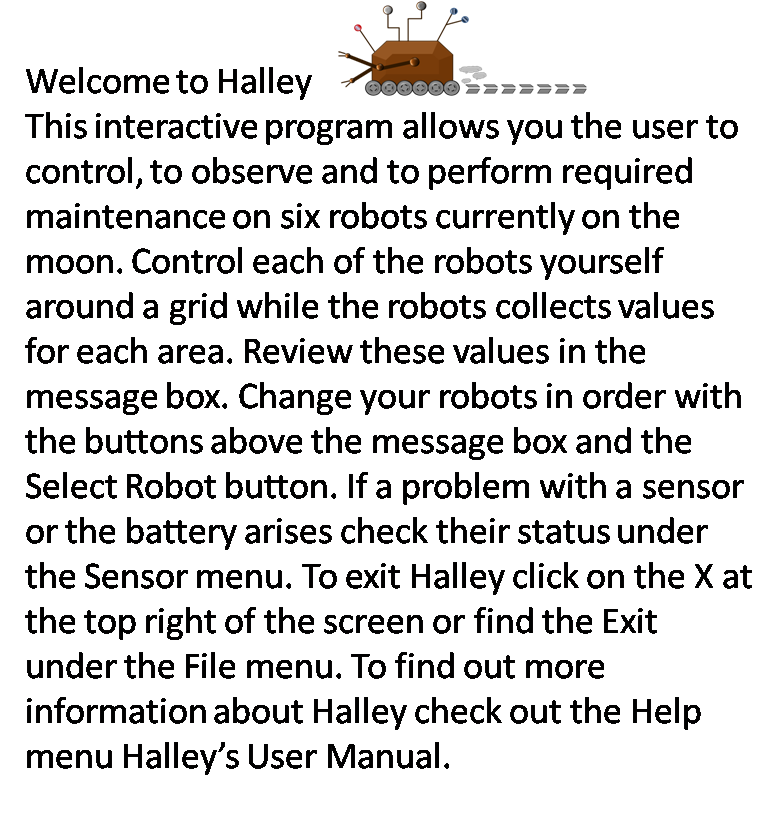 Welcome to Halley
This interactive program allows you the user to
control, to observe and to perform required
maintenance on six robots currently on the
moon. Control each of the robots yourself
around a grid while the robots collects values
for each area. Review these values in the
message box. Change your robots in order with
the buttons above the message box and the
Select Robot button. If a problem with a sensor
or the battery arises check their status under
the Sensor menu. To exit Halley click on the X at
the top right of the screen or find the Exit
under the File menu. To find out more
information about Halley check out the Help
menu Halley’s User Manual.